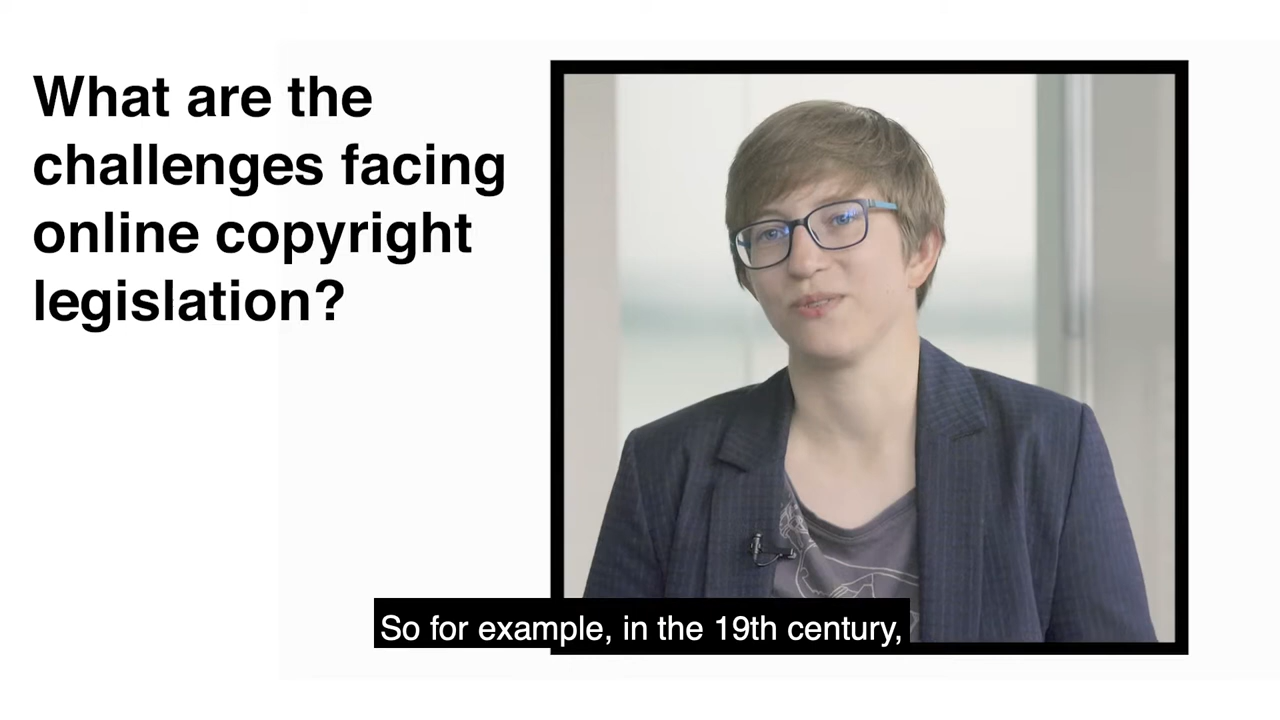 What are the
challenges facing
online copyright
legislation?
So for example, in the 19th century,